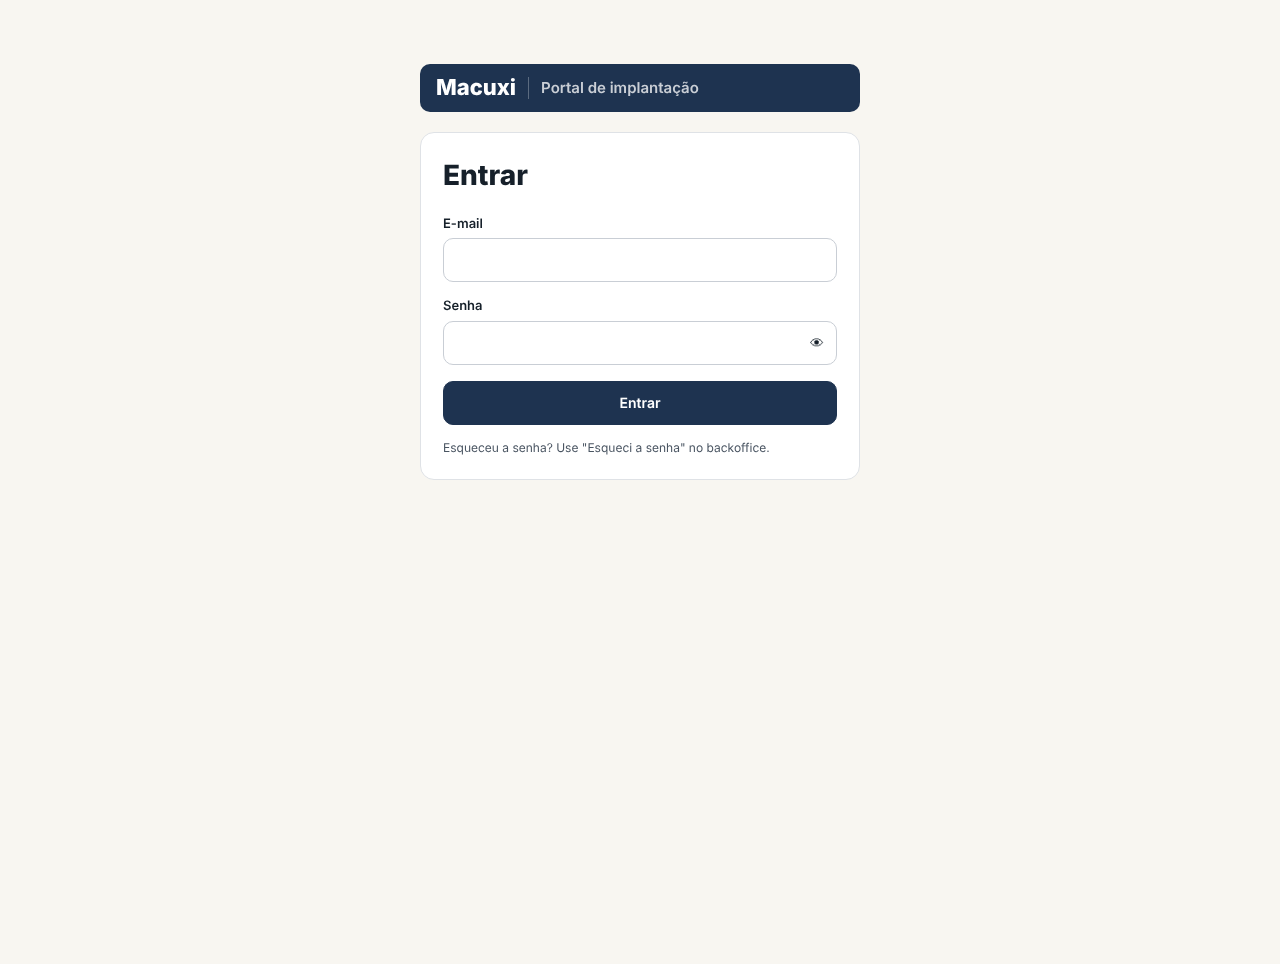 Macuxi
Portal de implantação
Entrar
E-mail
Senha
Entrar
Esqueceu a senha? Use "Esqueci a senha" no backoffice.